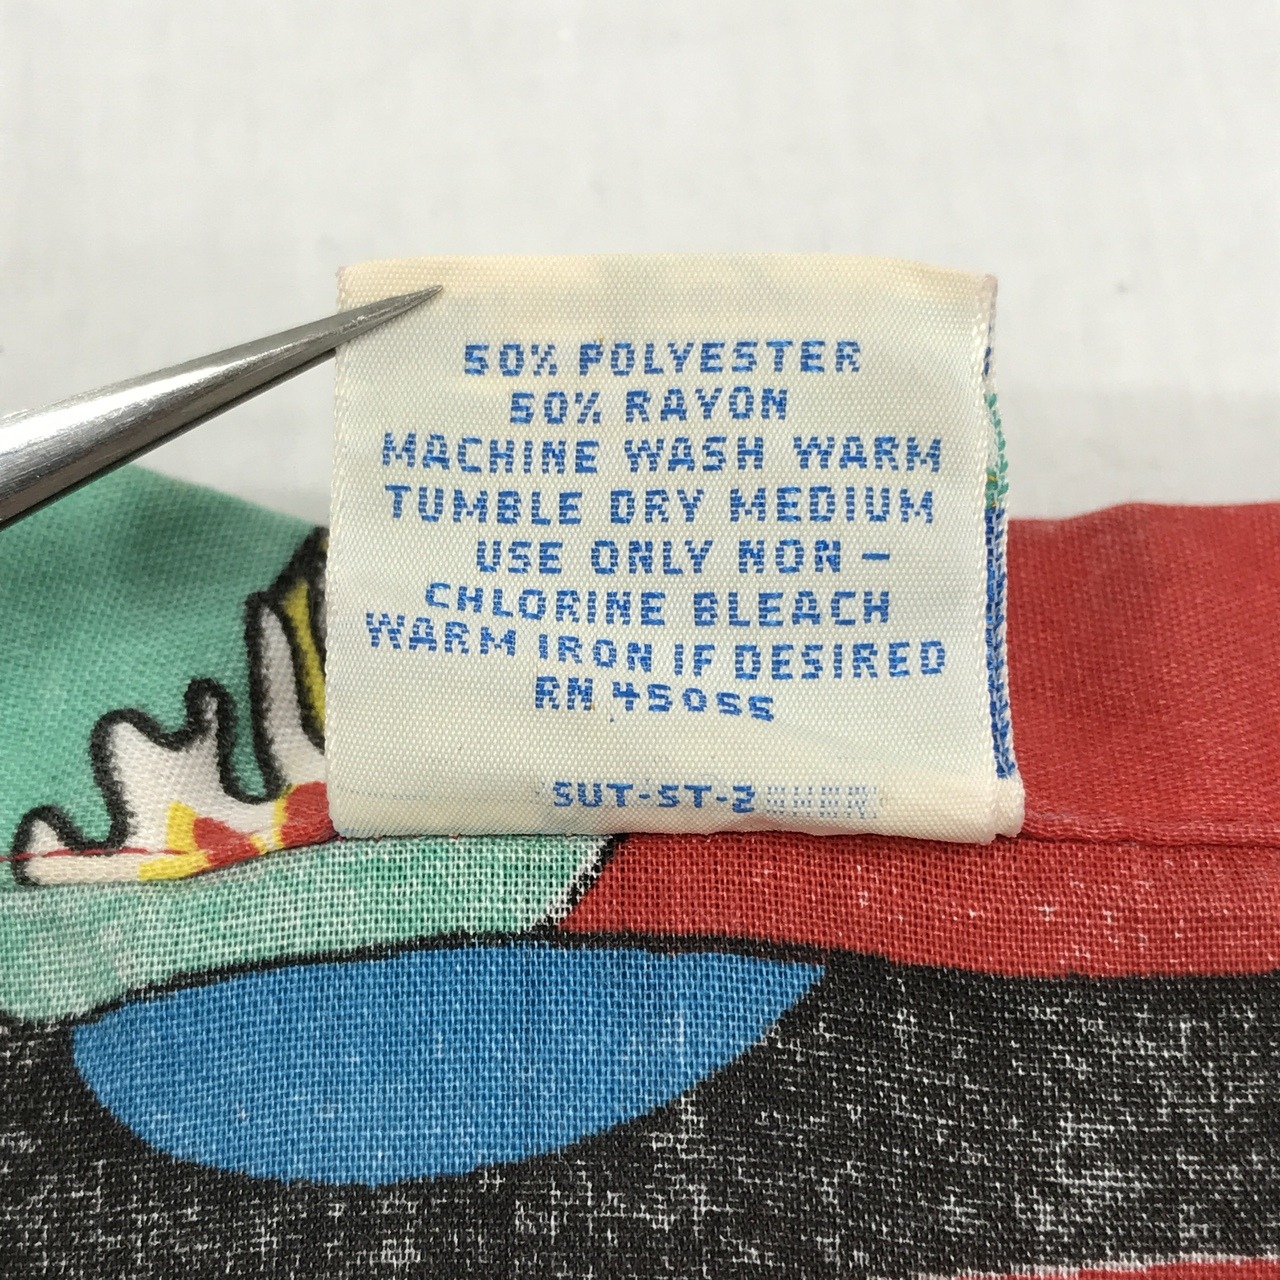 50% POLYESTER
50% RAYON
MACHINE WASH WARM
TUMBLE DRY MEDIUM
USE ONLY NON -
CHLORINE BLEACH
WARM IRON IF DESIRED
RN 45055
SUT-ST-2